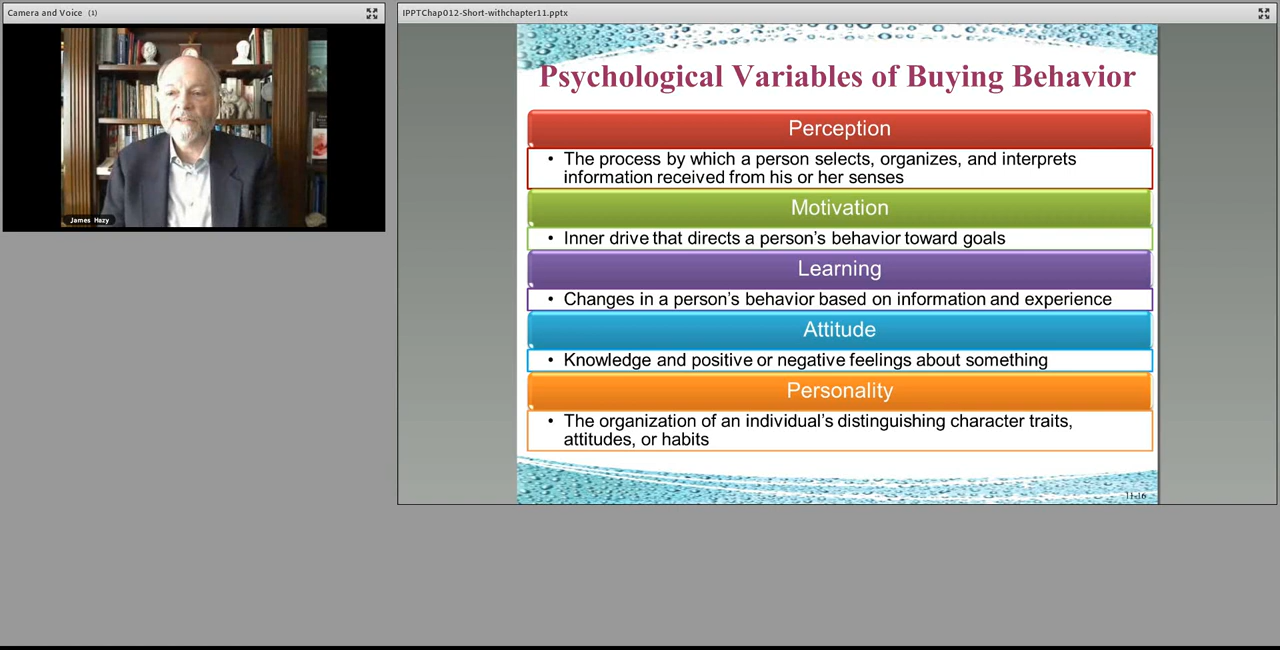 Camera and Voice (1)
James Hazy
IPPTChap012-Short-withchapter11.pptx
Psychological Variables of Buying Behavior
Perception
• The process by which a person selects, organizes, and interprets
information received from his or her senses
Motivation
• Inner drive that directs a person’s behavior toward goals
Learning
• Changes in a person’s behavior based on information and experience
Attitude
• Knowledge and positive or negative feelings about something
Personality
• The organization of an individual’s distinguishing character traits,
attitudes, or habits
11-16